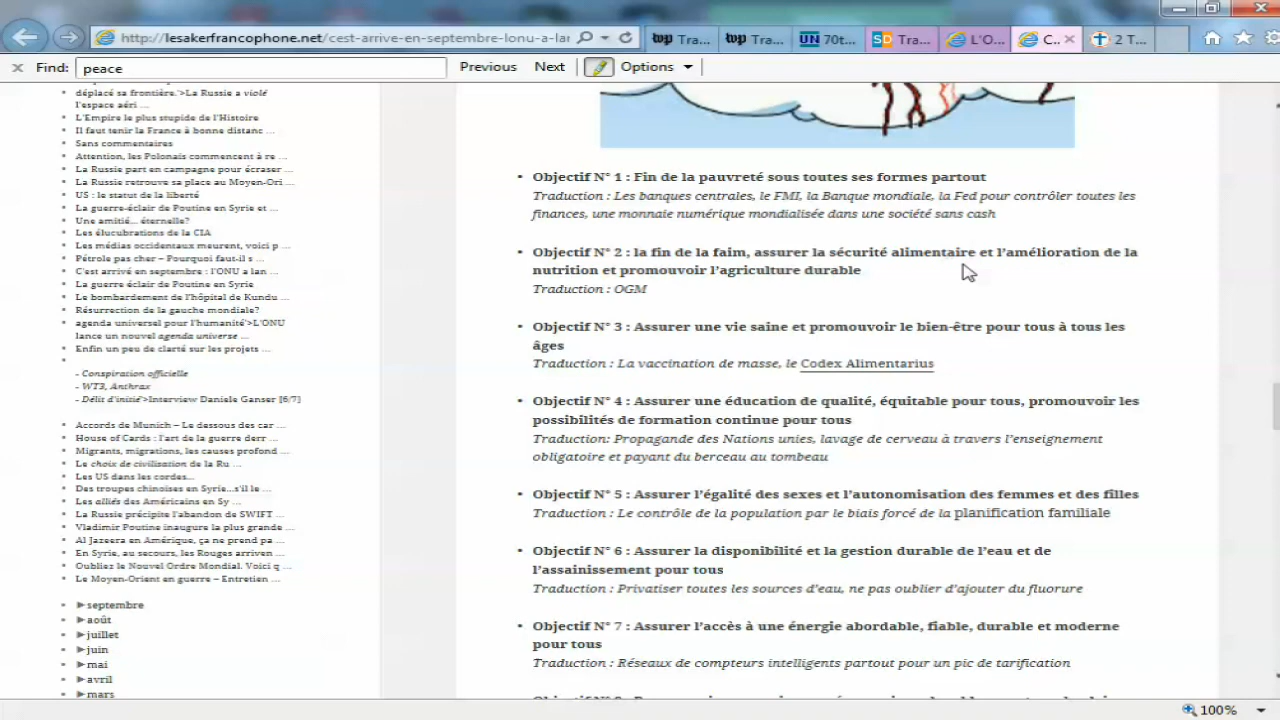 http://lesakerfrancophone.net/cest-arrive-en-septembre-lonu-a-lar
Tra...
Tra...
UN 70t...
SD Tra...
L'O...
C...
2 T...
Find: peace
Previous Next Options
déplacé sa frontière.'>La Russie a violé
l'espace aéri ...
L'Empire le plus stupide de l'Histoire
Il faut tenir la France à bonne distanc ...
Sans commentaires
Attention, les Polonais commencent à re ...
La Russie part en campagne pour écraser ...
La Russie retrouve sa place au Moyen-Ori ...
US : le statut de la liberté
La guerre-éclair de Poutine en Syrie et ...
Une amitié... éternelle?
Les élucubrations de la CIA
Les médias occidentaux meurent, voici p ...
Pétrole pas cher – Pourquoi faut-il s ...
C'est arrivé en septembre : l'ONU a lan ...
La guerre éclair de Poutine en Syrie
Le bombardement de l'hôpital de Kundu ...
Résurrection de la gauche mondiale?
agenda universel pour l'humanité'>L'ONU
lance un nouvel agenda universe ...
Enfin un peu de clarté sur les projets ...
- Conspiration officielle
- WT3, Anthrax
- Délit d'initié'>Interview Daniele Ganser [6/7]
Accords de Munich – Le dessous des car ...
House of Cards : l'art de la guerre derr ...
Migrants, migrations, les causes profond ...
Le choix de civilisation de la Ru ...
Les US dans les cordes...
Des troupes chinoises en Syrie...s'il le ...
Les alliés des Américains en Sy ...
La Russie précipite l'abandon de SWIFT ...
Vladimir Poutine inaugure la plus grande ...
Al Jazeera en Amérique, ça ne prend pa ...
En Syrie, au secours, les Rouges arriven ...
Oubliez le Nouvel Ordre Mondial. Voici q ...
Le Moyen-Orient en guerre – Entretien ...
►septembre
►août
►juillet
►juin
►mai
►avril
►mars
Objectif N° 1 : Fin de la pauvreté sous toutes ses formes partout
Traduction : Les banques centrales, le FMI, la Banque mondiale, la Fed pour contrôler toutes les
finances, une monnaie numérique mondialisée dans une société sans cash
Objectif N° 2 : la fin de la faim, assurer la sécurité alimentaire et l'amélioration de la
nutrition et promouvoir l'agriculture durable
Traduction : OGM
Objectif N° 3 : Assurer une vie saine et promouvoir le bien-être pour tous à tous les
âges
Traduction : La vaccination de masse, le Codex Alimentarius
Objectif N° 4 : Assurer une éducation de qualité, équitable pour tous, promouvoir les
possibilités de formation continue pour tous
Traduction: Propagande des Nations unies, lavage de cerveau à travers l'enseignement
obligatoire et payant du berceau au tombeau
Objectif N° 5 : Assurer l'égalité des sexes et l'autonomisation des femmes et des filles
Traduction : Le contrôle de la population par le biais forcé de la planification familiale
Objectif N° 6 : Assurer la disponibilité et la gestion durable de l'eau et de
l'assainissement pour tous
Traduction : Privatiser toutes les sources d'eau, ne pas oublier d'ajouter du fluorure
Objectif N° 7 : Assurer l'accès à une énergie abordable, fiable, durable et moderne
pour tous
Traduction : Réseaux de compteurs intelligents partout pour un pic de tarification
100%